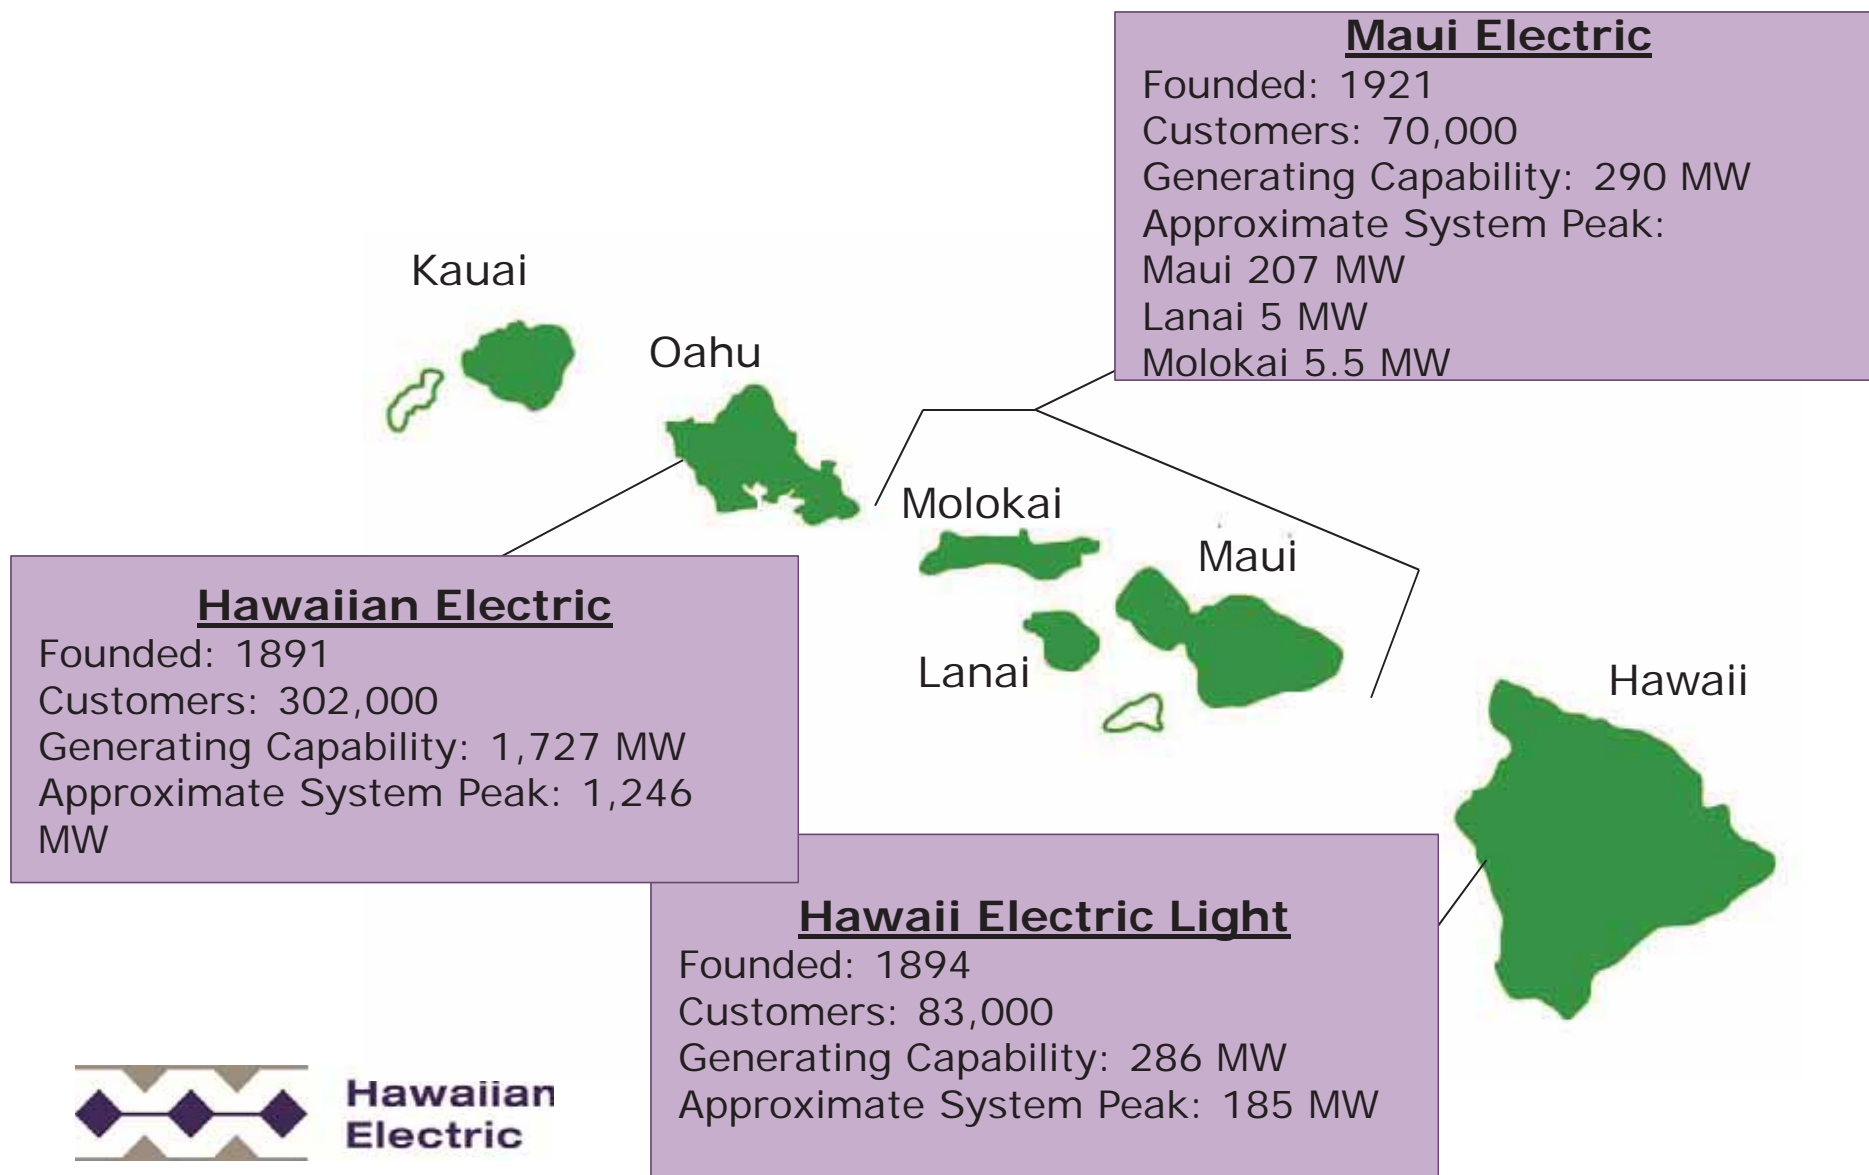 Maui Electric
Founded: 1921
Customers: 70,000
Generating Capability: 290 MW
Approximate System Peak:
Maui 207 MW
Lanai 5 MW
Molokai 5.5 MW
Kauai
Oahu
Molokai
Maui
Lanai
Hawaii
Hawaiian Electric
Founded: 1891
Customers: 302,000
Generating Capability: 1,727 MW
Approximate System Peak: 1,246
MW
Hawaii Electric Light
Founded: 1894
Customers: 83,000
Generating Capability: 286 MW
Approximate System Peak: 185 MW
Hawaiian
Electric